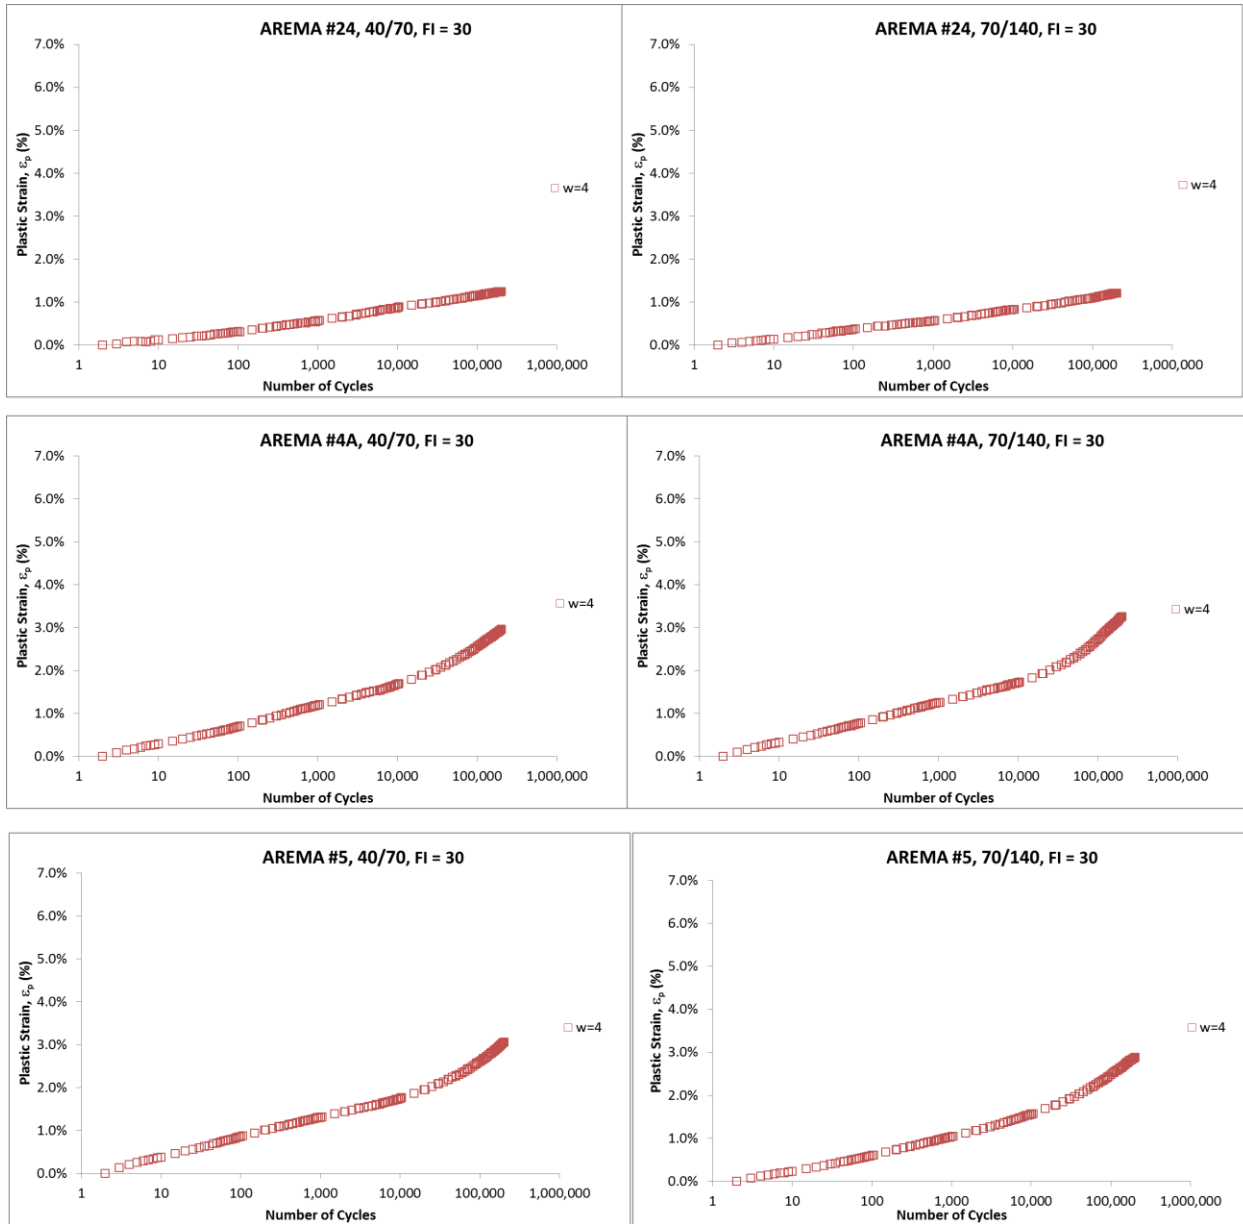 AREMA #24, 40/70, FI = 30
7.0%
6.0%
5.0%
4.0%
3.0%
2.0%
1.0%
0.0%
Plastic Strain, εp (%)
w=4
1 10 100 1,000 10,000 100,000 1,000,000
Number of Cycles
AREMA #24, 70/140, FI = 30
7.0%
6.0%
5.0%
4.0%
3.0%
2.0%
1.0%
0.0%
Plastic Strain, εp (%)
w=4
1 10 100 1,000 10,000 100,000 1,000,000
Number of Cycles
AREMA #4A, 40/70, FI = 30
7.0%
6.0%
5.0%
4.0%
3.0%
2.0%
1.0%
0.0%
Plastic Strain, εp (%)
w=4
1 10 100 1,000 10,000 100,000 1,000,000
Number of Cycles
AREMA #4A, 70/140, FI = 30
7.0%
6.0%
5.0%
4.0%
3.0%
2.0%
1.0%
0.0%
Plastic Strain, εp (%)
w=4
1 10 100 1,000 10,000 100,000 1,000,000
Number of Cycles
AREMA #5, 40/70, FI = 30
7.0%
6.0%
5.0%
4.0%
3.0%
2.0%
1.0%
0.0%
Plastic Strain, εp (%)
w=4
1 10 100 1,000 10,000 100,000 1,000,000
Number of Cycles
AREMA #5, 70/140, FI = 30
7.0%
6.0%
5.0%
4.0%
3.0%
2.0%
1.0%
0.0%
Plastic Strain, εp (%)
w=4
1 10 100 1,000 10,000 100,000 1,000,000
Number of Cycles